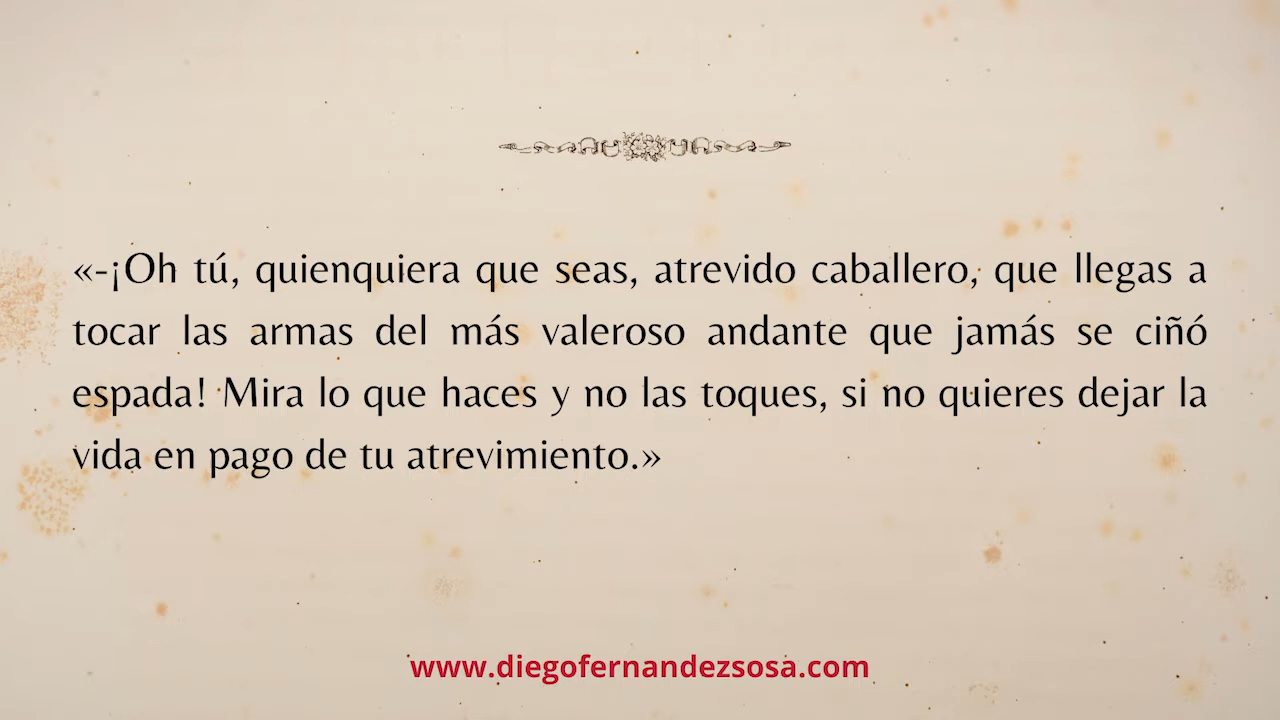 «-¡Oh tú, quienquiera que seas, atrevido caballero, que llegas a
tocar las armas del más valeroso andante que jamás se ciñó
espada! Mira lo que haces y no las toques, si no quieres dejar la
vida en pago de tu atrevimiento.»
www.diegofernandezsosa.com